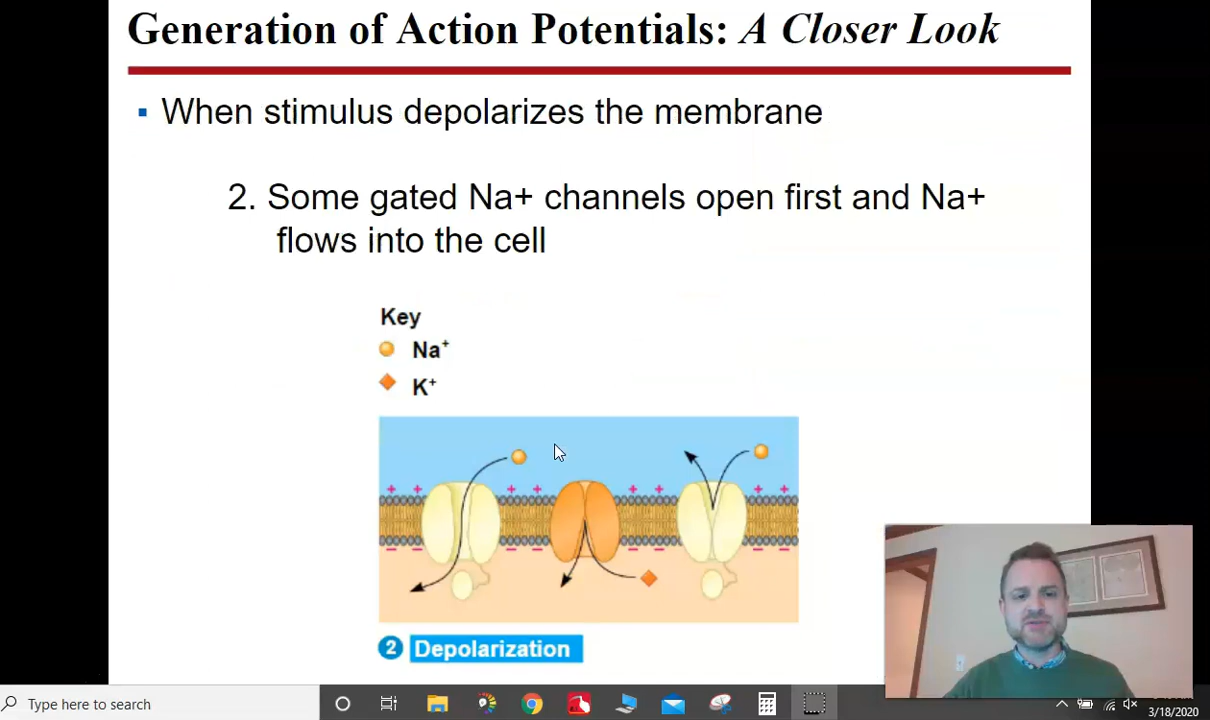 Generation of Action Potentials: A Closer Look
▪ When stimulus depolarizes the membrane
2. Some gated Na+ channels open first and Na+
flows into the cell
Key
Na⁺
K⁺
+ + + + + + + +
− − − − − − − −
2 Depolarization
Type here to search
3/18/2020